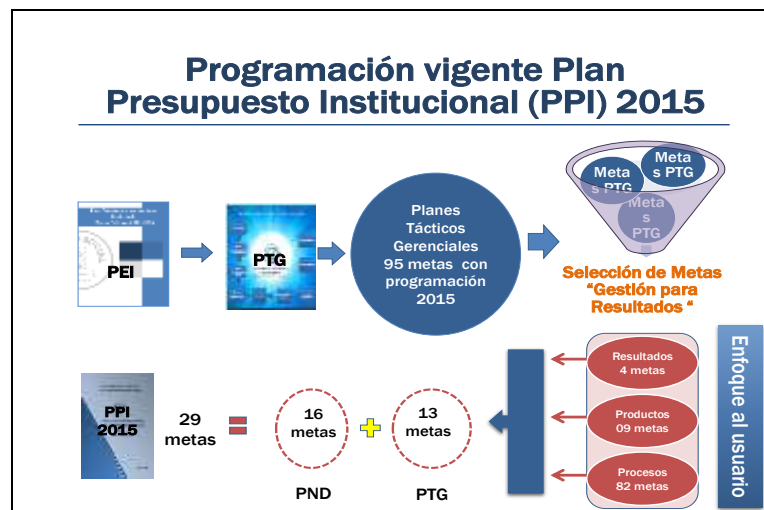 Programación vigente Plan
Presupuesto Institucional (PPI) 2015
PEI
PTG
Planes
Tácticos
Gerenciales
95 metas con
programación
2015
Meta
s PTG
Meta
s PTG
Meta
s
PTG
Selección de Metas
“Gestión para
Resultados “
PPI
2015
29
metas
=
16
metas
+
13
metas
PND
PTG
Resultados
4 metas
Productos
09 metas
Procesos
82 metas
Enfoque al usuario